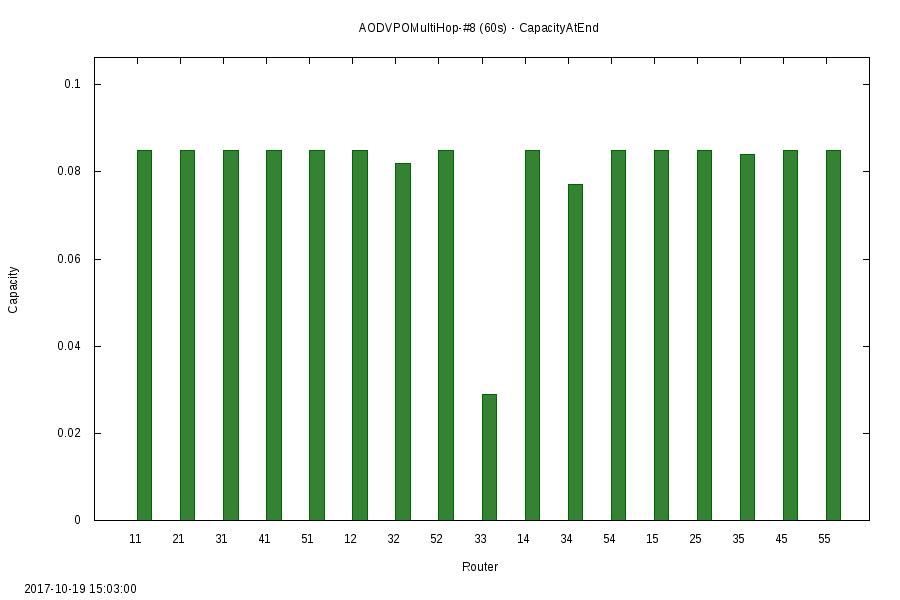 AODVPOMultiHop-#8 (60s) - CapacityAtEnd
0.1
0.08
0.06
0.04
0.02
0
Capacity
11 21 31 41 51 12 32 52 33 14 34 54 15 25 35 45 55
Router
2017-10-19 15:03:00